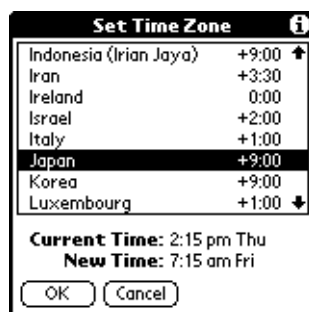 Set Time Zone
Indonesia (Irian Jaya) +9:00
Iran +3:30
Ireland 0:00
Israel +2:00
Italy +1:00
Japan +9:00
Korea +9:00
Luxembourg +1:00
Current Time: 2:15 pm Thu
New Time: 7:15 am Fri
OK Cancel